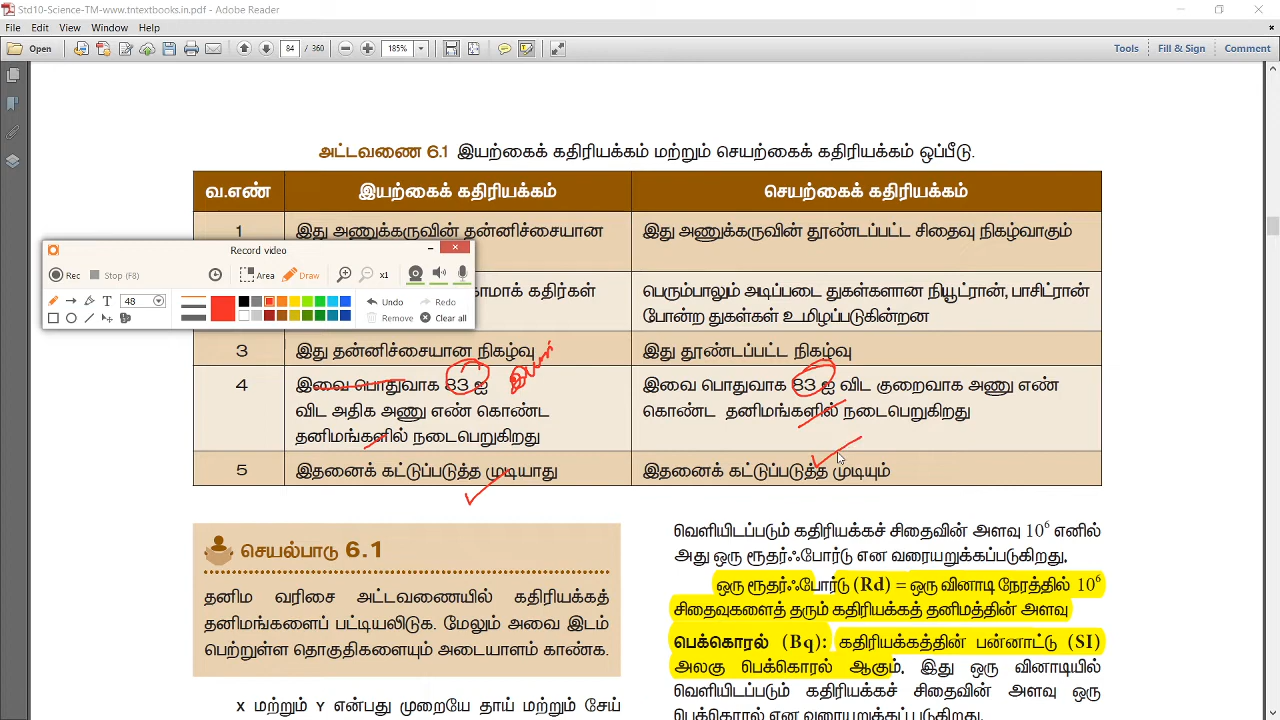 Std10-Science-TM-www.tntextbooks.in.pdf - Adobe Reader
File Edit View Window Help
Open 84 / 360 185% Tools Fill & Sign Comment
அட்டவணை 6.1 இயற்கைக் கதிரியக்கம் மற்றும் செயற்கைக் கதிரியக்கம் ஒப்பீடு.
வ.எண் இயற்கைக் கதிரியக்கம் செயற்கைக் கதிரியக்கம்
1 இது அணுக்கருவின் தன்னிச்சையான இது அணுக்கருவின் தூண்டப்பட்ட சிதைவு நிகழ்வாகும்
Record video
Rec Stop (F8) Area Draw x1
T 48 Undo Redo
Remove Clear all
காமாக் கதிர்கள் பெரும்பாலும் அடிப்படை துகள்களான நியூட்ரான், பாசிட்ரான்
போன்ற துகள்கள் உமிழப்படுகின்றன
3 இது தன்னிச்சையான நிகழ்வு இது தூண்டப்பட்ட நிகழ்வு
4 இவை பொதுவாக 83 ஐ இவை பொதுவாக 83 ஐ விட குறைவாக அணு எண்
விட அதிக அணு எண் கொண்ட கொண்ட தனிமங்களில் நடைபெறுகிறது
தனிமங்களில் நடைபெறுகிறது
5 இதனைக் கட்டுப்படுத்த முடியாது இதனைக் கட்டுப்படுத்த முடியும்
செயல்பாடு 6.1
தனிம வரிசை அட்டவணையில் கதிரியக்கத்
தனிமங்களைப் பட்டியலிடுக. மேலும் அவை இடம்
பெற்றுள்ள தொகுதிகளையும் அடையாளம் காண்க.
X மற்றும் Y என்பது முறையே தாய் மற்றும் சேய்
வெளியிடப்படும் கதிரியக்கச் சிதைவின் அளவு 10⁶ எனில்
அது ஒரு ரூதர்ஃபோர்டு என வரையறுக்கப்படுகிறது.
ஒரு ரூதர்ஃபோர்டு (Rd) = ஒரு வினாடி நேரத்தில் 10⁶
சிதைவுகளைத் தரும் கதிரியக்கத் தனிமத்தின் அளவு
பெக்கொரல் (Bq): கதிரியக்கத்தின் பன்னாட்டு (SI)
அலகு பெக்கொரல் ஆகும். இது ஒரு வினாடியில்
வெளியிடப்படும் கதிரியக்கச் சிதைவின் அளவு ஒரு
பெக்கொரல் என வரையறுக்கப்படுகிறது.